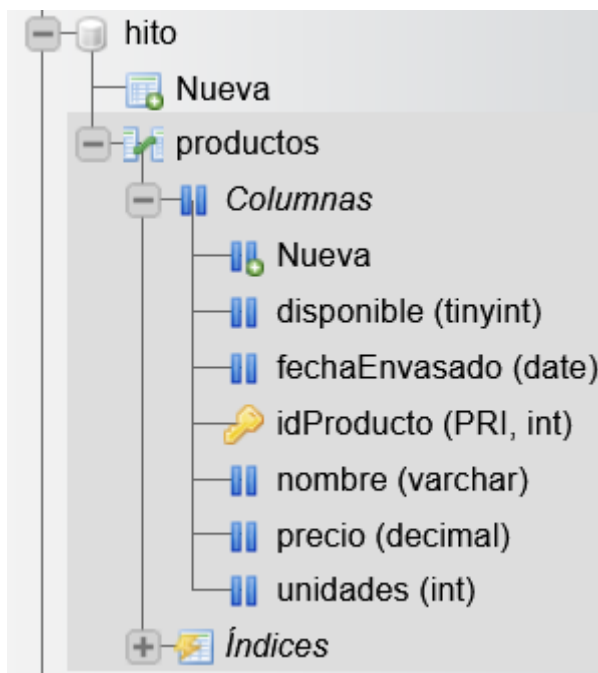 hito
Nueva
productos
Columnas
Nueva
disponible (tinyint)
fechaEnvasado (date)
idProducto (PRI, int)
nombre (varchar)
precio (decimal)
unidades (int)
Índices